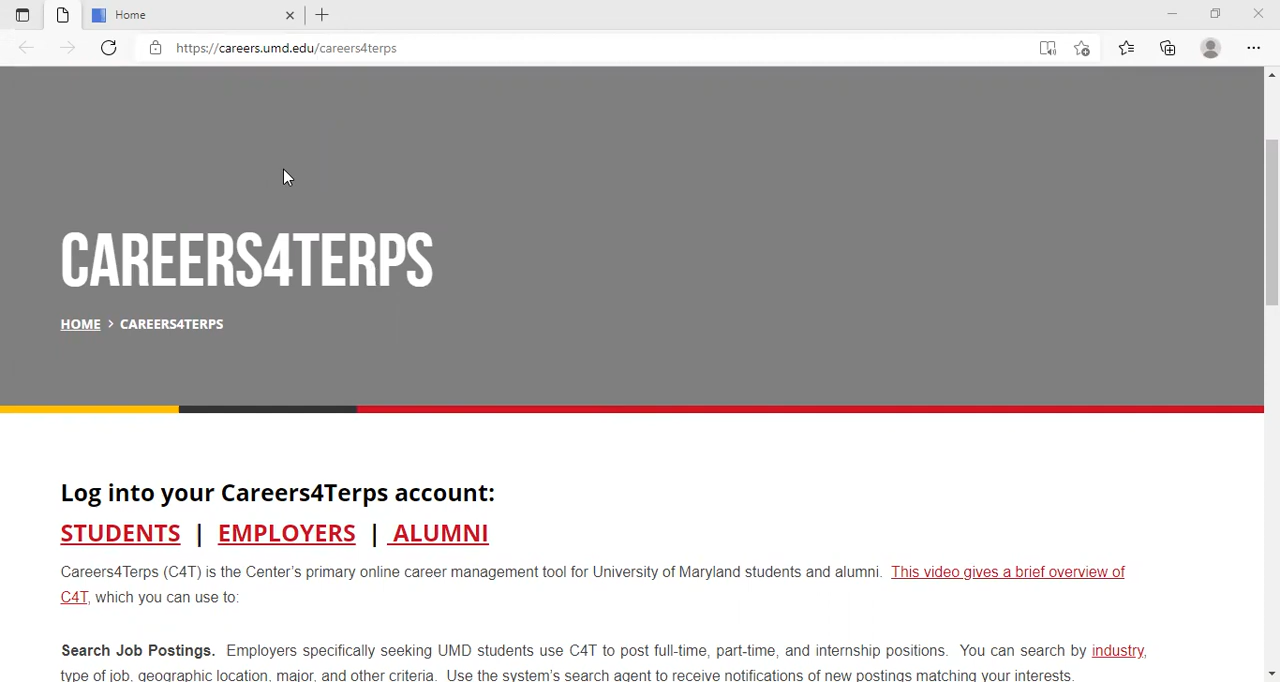 Home
https://careers.umd.edu/careers4terps
CAREERS4TERPS
HOME > CAREERS4TERPS
Log into your Careers4Terps account:
STUDENTS | EMPLOYERS | ALUMNI
Careers4Terps (C4T) is the Center's primary online career management tool for University of Maryland students and alumni. This video gives a brief overview of
C4T, which you can use to:
Search Job Postings. Employers specifically seeking UMD students use C4T to post full-time, part-time, and internship positions. You can search by industry,
type of job, geographic location, major, and other criteria. Use the system's search agent to receive notifications of new postings matching your interests.